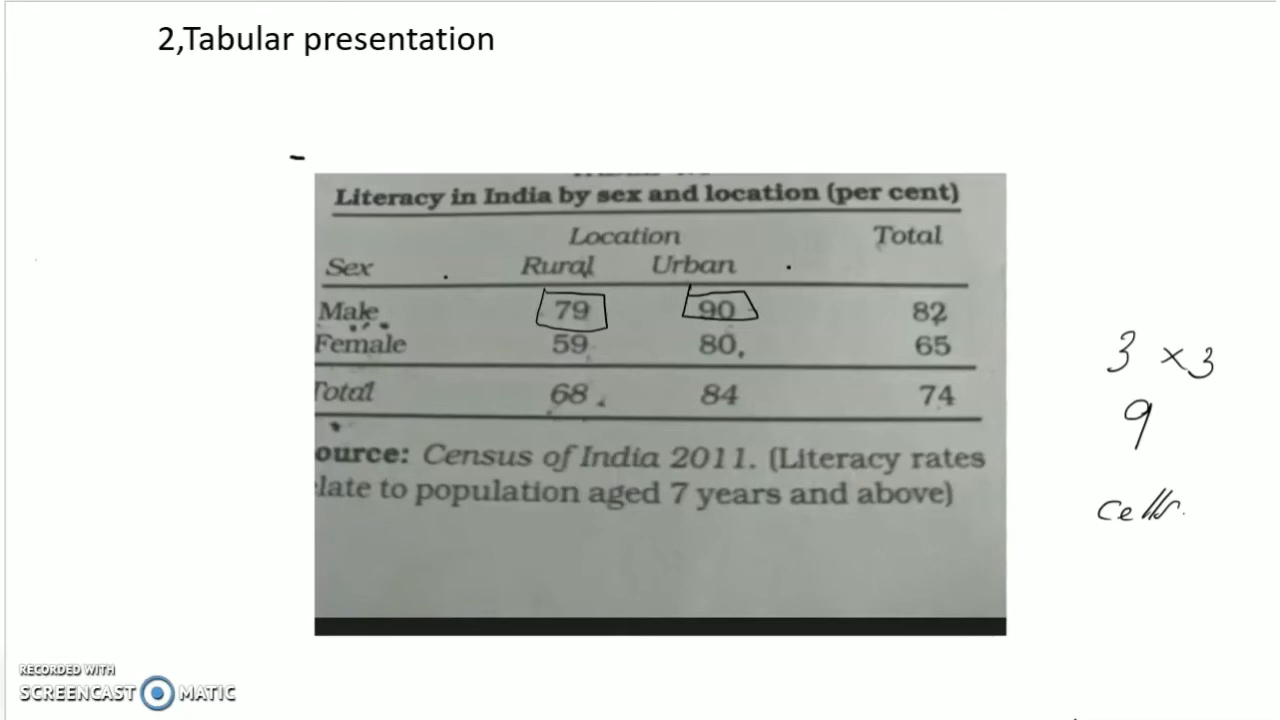 2,Tabular presentation
Literacy in India by sex and location (per cent)
Location Total
Sex Rural Urban
Male 79 90 82
Female 59 80 65
Total 68 84 74
ource: Census of India 2011. (Literacy rates
late to population aged 7 years and above)
3 x 3
9
cells.
RECORDED WITH
SCREENCAST MATIC